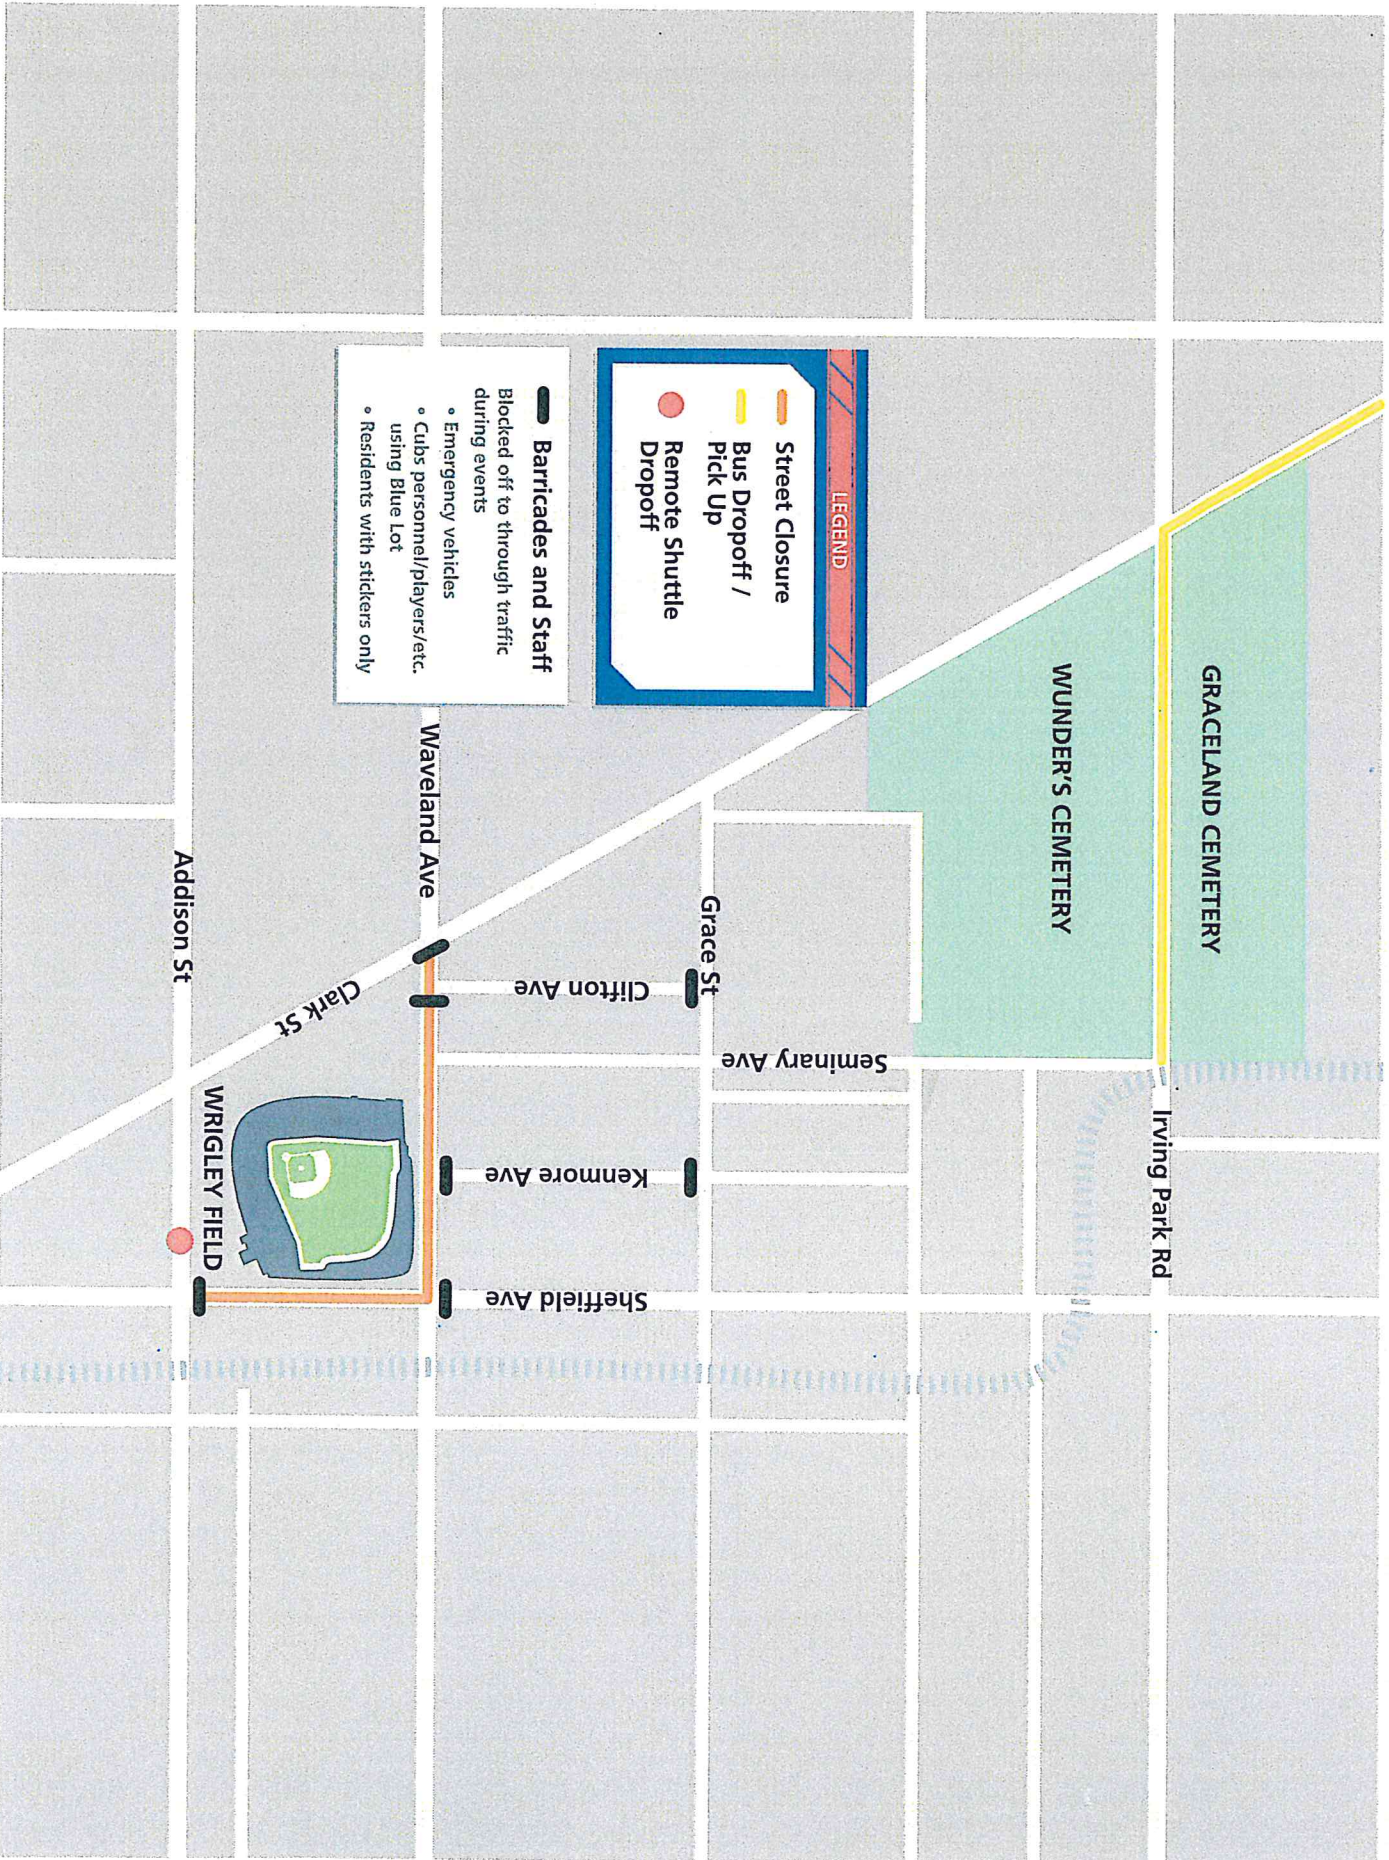 GRACELAND CEMETERY
Irving Park Rd
WUNDER'S CEMETERY
LEGEND
Street Closure
Bus Dropoff /
Pick Up
Remote Shuttle
Dropoff
Seminary Ave
Grace St
Clifton Ave
Kenmore Ave
Sheffield Ave
Barricades and Staff
Blocked off to through traffic
during events
• Emergency vehicles
• Cubs personnel/players/etc.
using Blue Lot
• Residents with stickers only
Waveland Ave
Clark St
WRIGLEY FIELD
Addison St